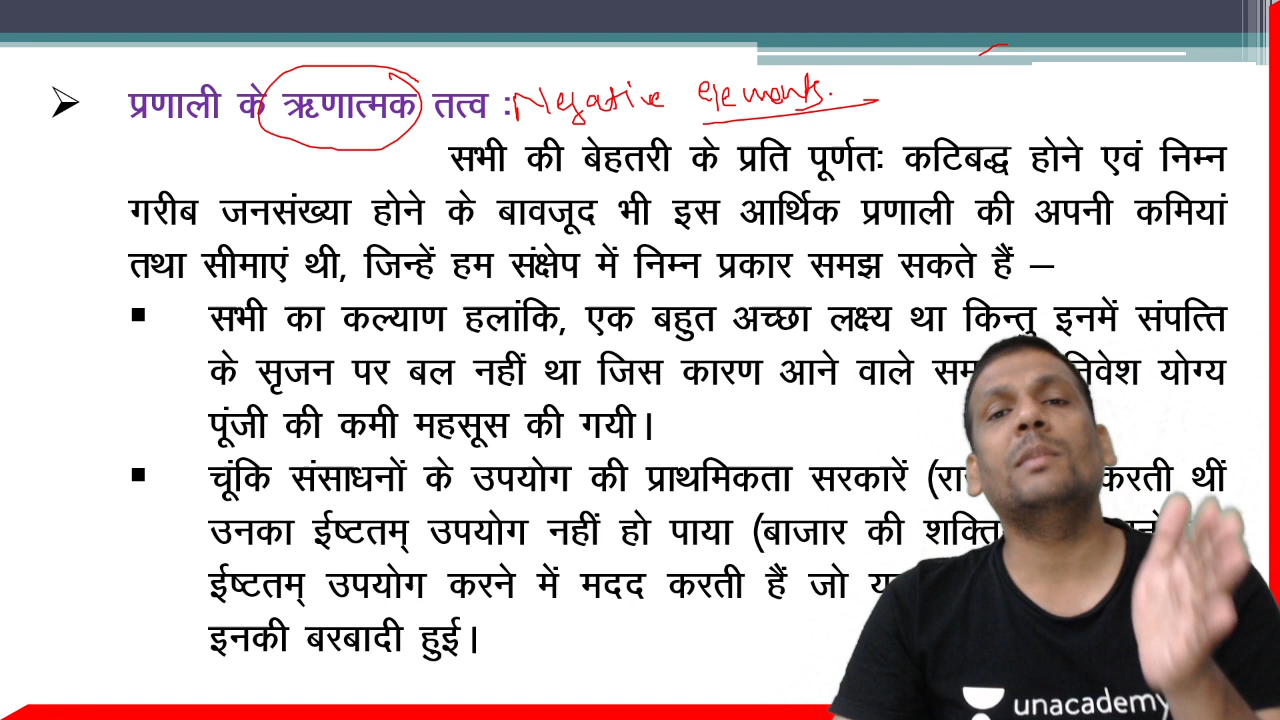 प्रणाली के ऋणात्मक तत्व : Negative elements.
सभी की बेहतरी के प्रति पूर्णतः कटिबद्ध होने एवं निम्न
गरीब जनसंख्या होने के बावजूद भी इस आर्थिक प्रणाली की अपनी कमियां
तथा सीमाएं थी, जिन्हें हम संक्षेप में निम्न प्रकार समझ सकते हैं –
सभी का कल्याण हलांकि, एक बहुत अच्छा लक्ष्य था किन्तु इनमें संपत्ति
के सृजन पर बल नहीं था जिस कारण आने वाले योग्य
पूंजी की कमी महसूस की गयी।
चूंकि संसाधनों के उपयोग की प्राथमिकता सरकारें करती थीं
उनका ईष्टतम् उपयोग नहीं हो पाया (बाजार की
ईष्टतम् उपयोग करने में मदद करती हैं जो
इनकी बरबादी हुई।
unacademy